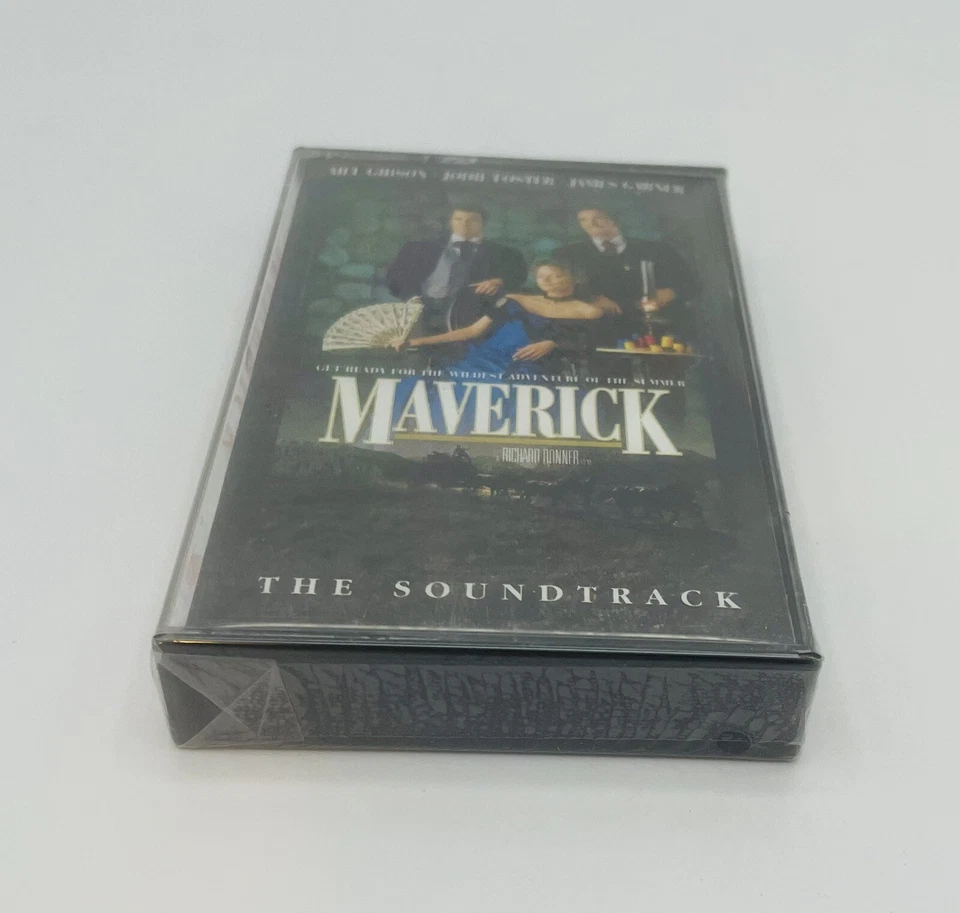 MEL GIBSON JODIE FOSTER JAMES GARNER
GET READY FOR THE WILDEST ADVENTURE OF THE SUMMER
MAVERICK
A RICHARD DONNER FILM
THE SOUNDTRACK